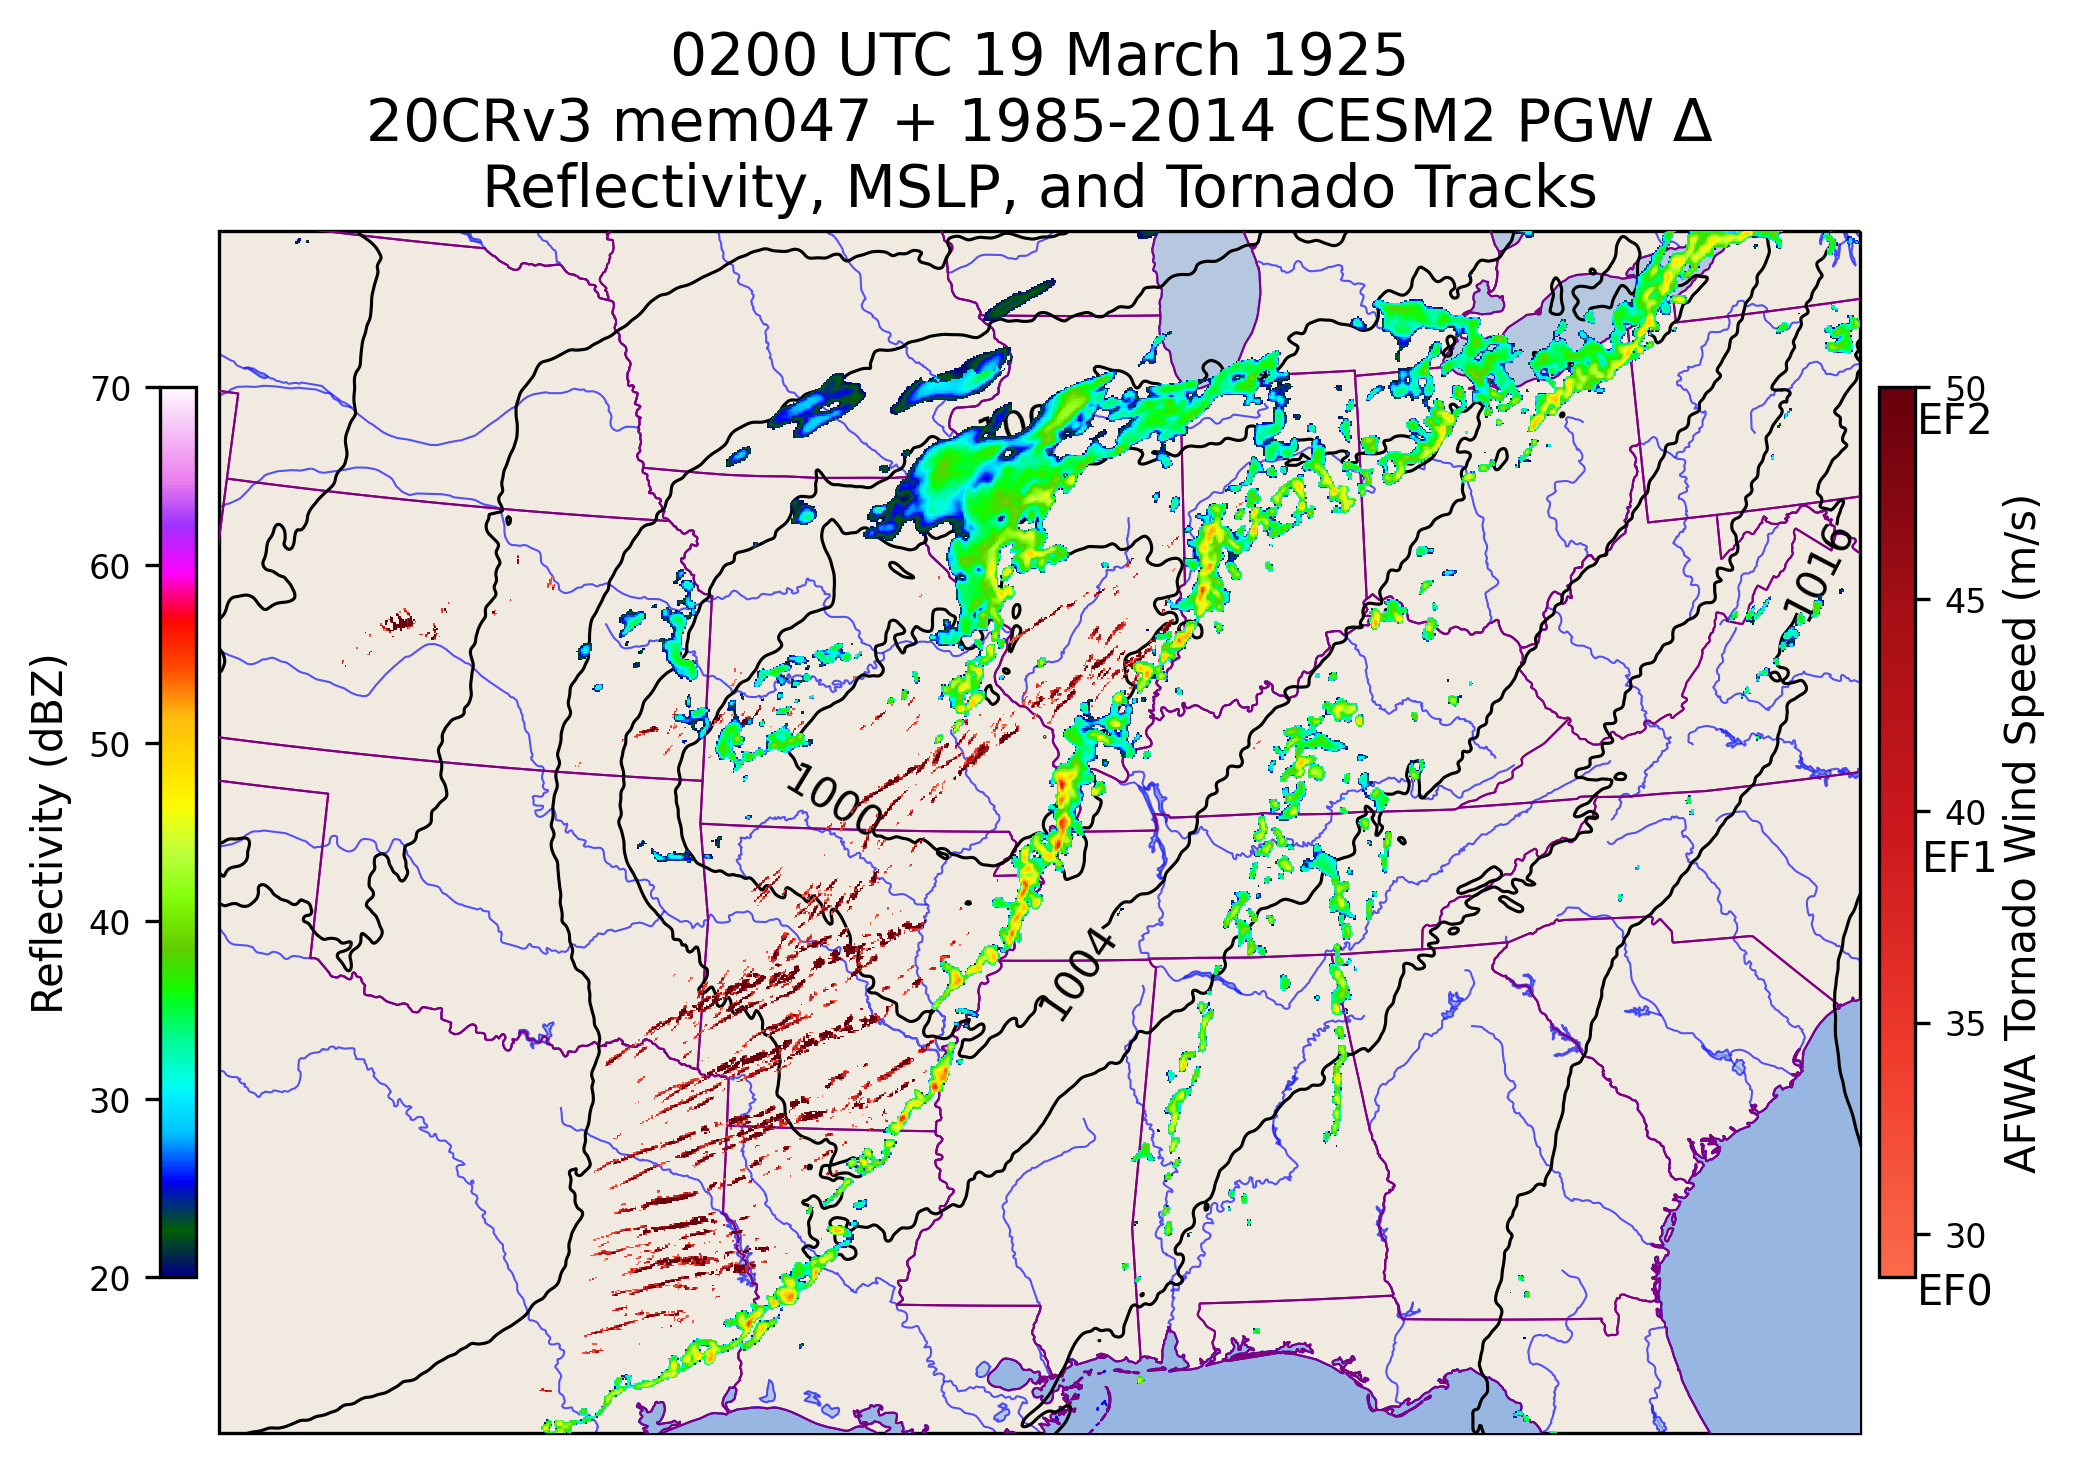 0200 UTC 19 March 1925
20CRv3 mem047 + 1985-2014 CESM2 PGW Δ
Reflectivity, MSLP, and Tornado Tracks
70
60
50
40
30
20
Reflectivity (dBZ)
1016
1000
1004
50
EF2
45
40
EF1
35
30
EF0
AFWA Tornado Wind Speed (m/s)